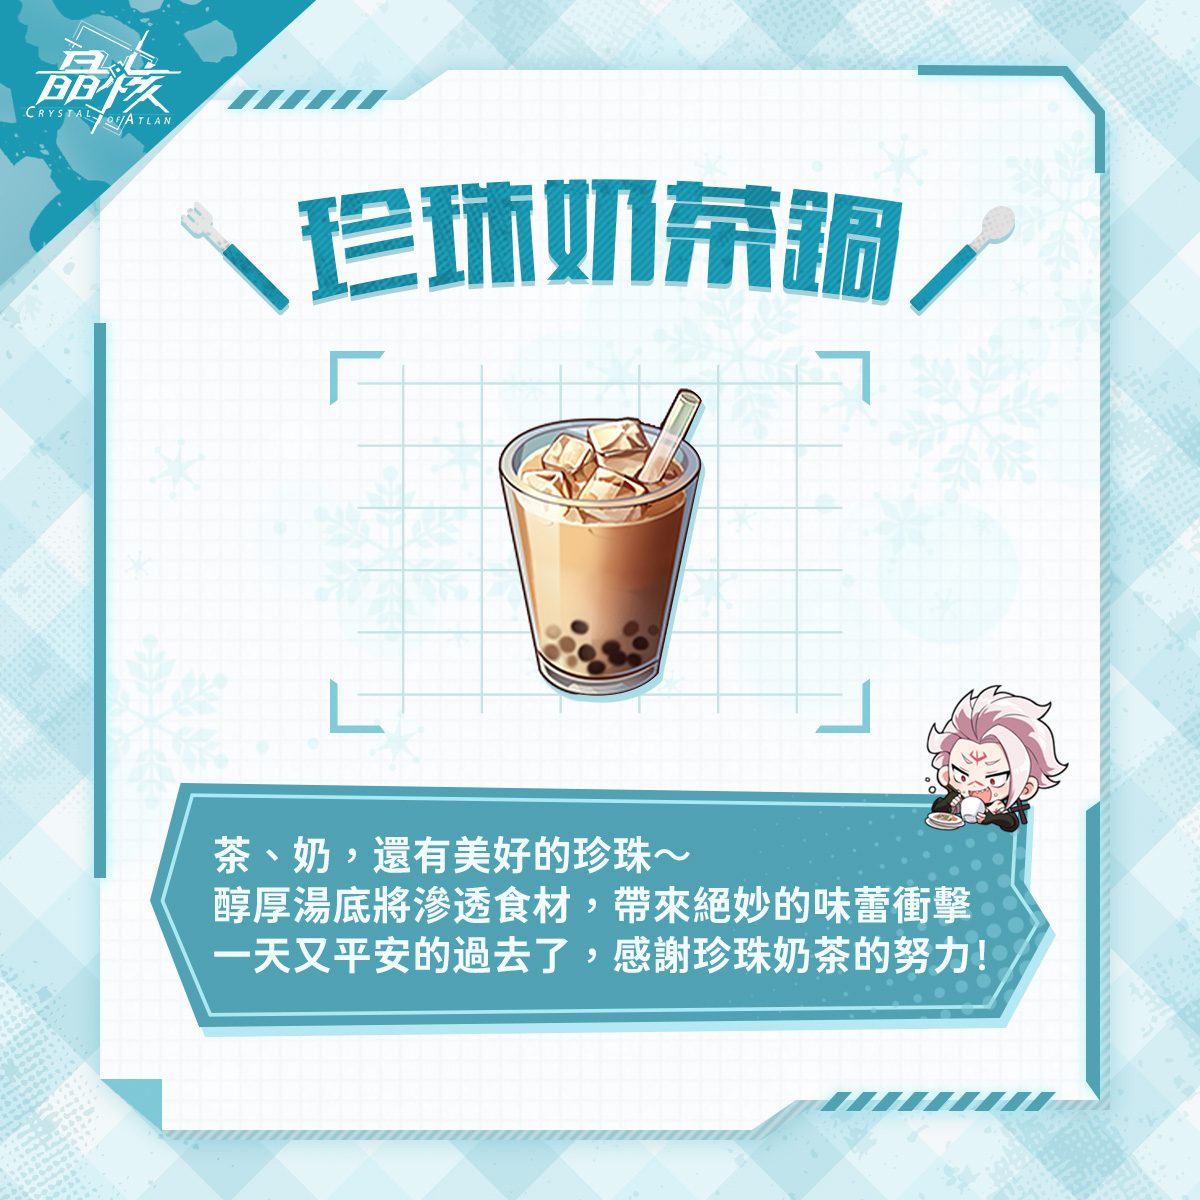 晶核
CRYSTAL OF ATLAN
珍珠奶茶鍋
茶、奶，還有美好的珍珠～
醇厚湯底將滲透食材，帶來絕妙的味蕾衝擊
一天又平安的過去了，感謝珍珠奶茶的努力！